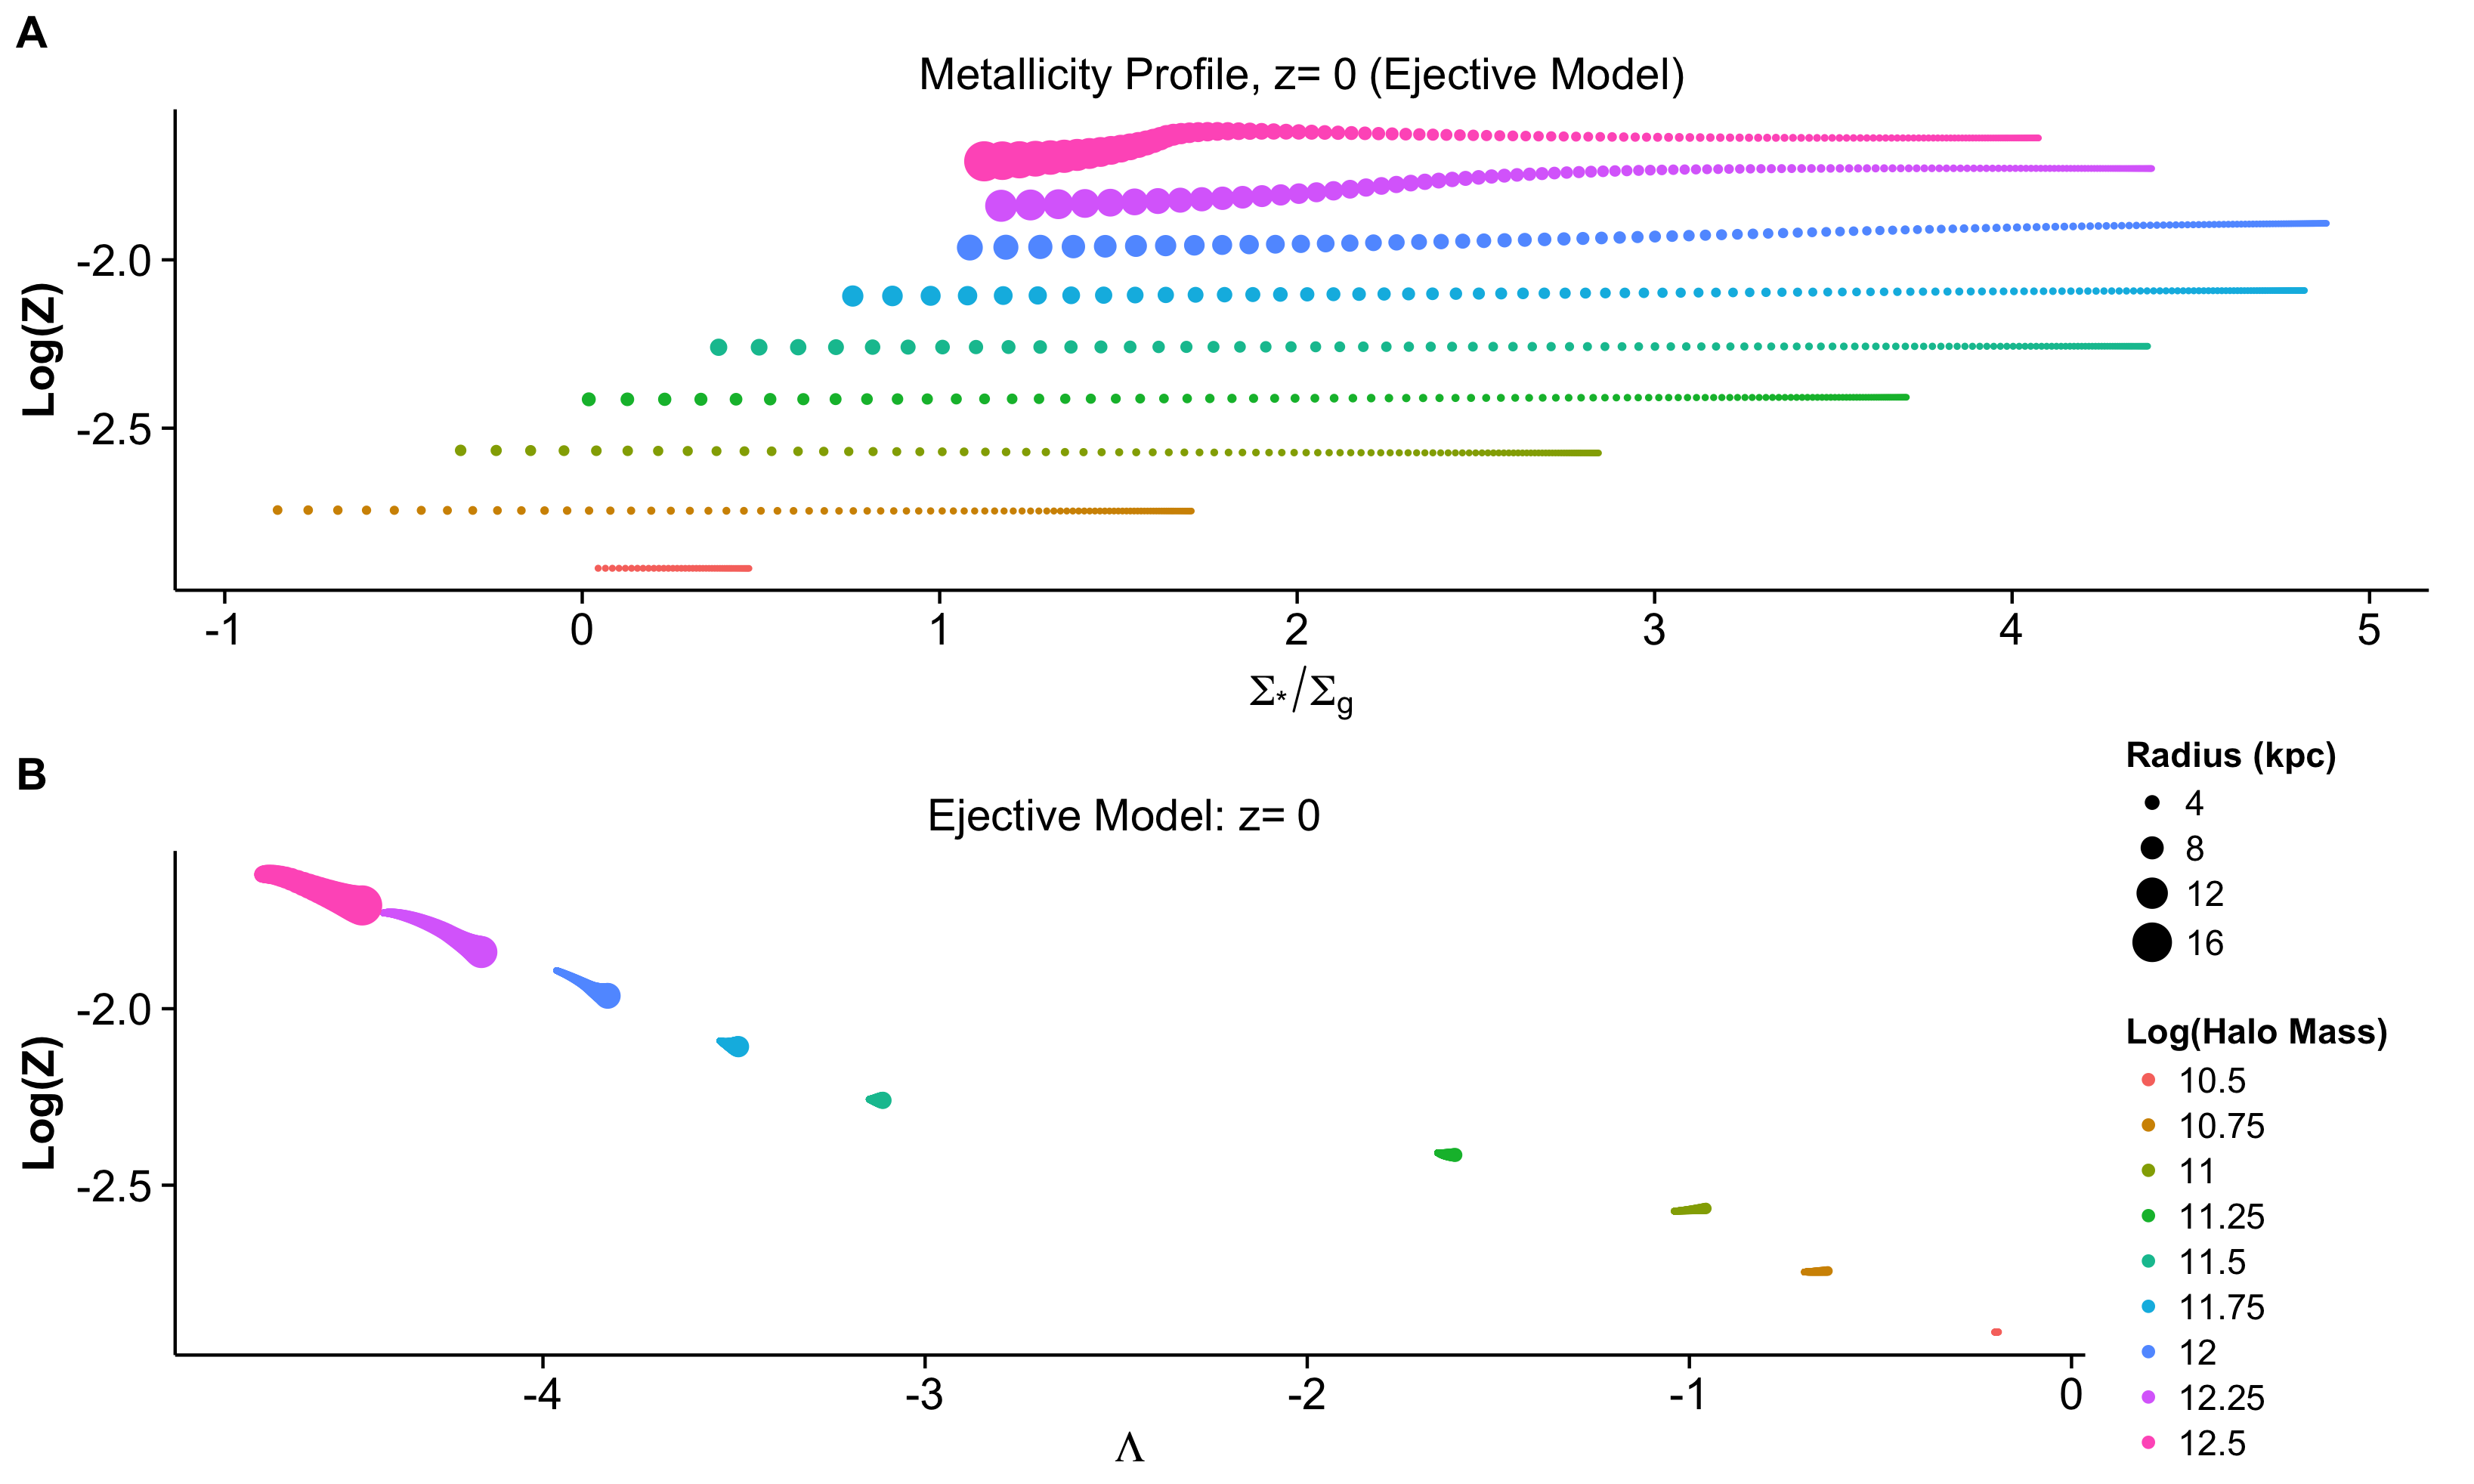 A
Metallicity Profile, z= 0 (Ejective Model)
Log(Z)
-2.0
-2.5
-1 0 1 2 3 4 5
Σ*/Σg
B
Ejective Model: z= 0
Log(Z)
-2.0
-2.5
-4 -3 -2 -1 0
Λ
Radius (kpc)
4
8
12
16
Log(Halo Mass)
10.5
10.75
11
11.25
11.5
11.75
12
12.25
12.5